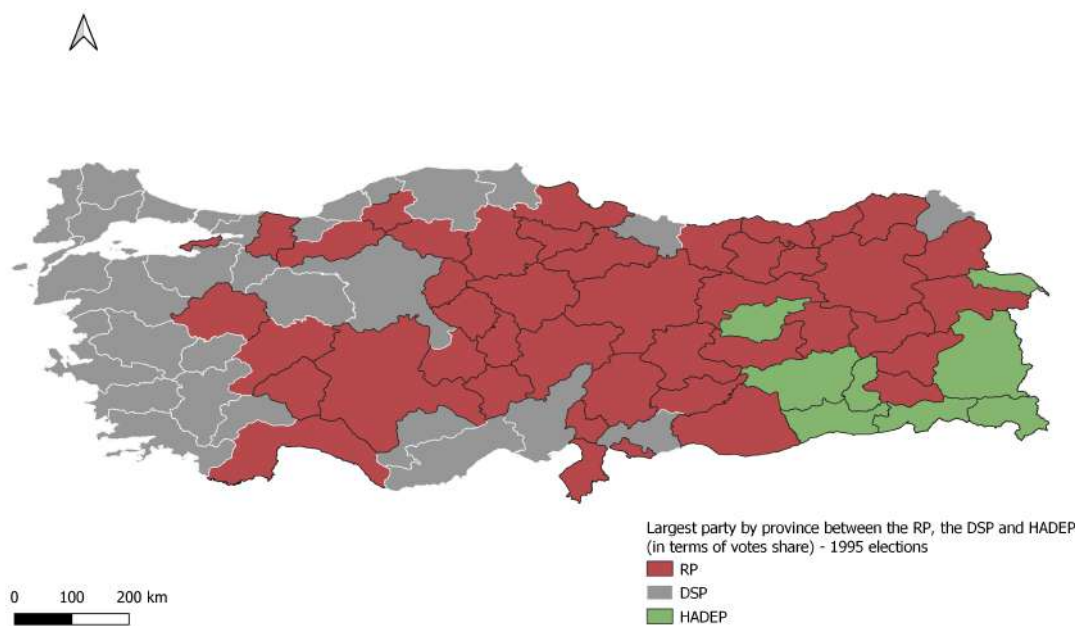 Largest party by province between the RP, the DSP and HADEP
(in terms of votes share) - 1995 elections
RP
DSP
HADEP
0 100 200 km